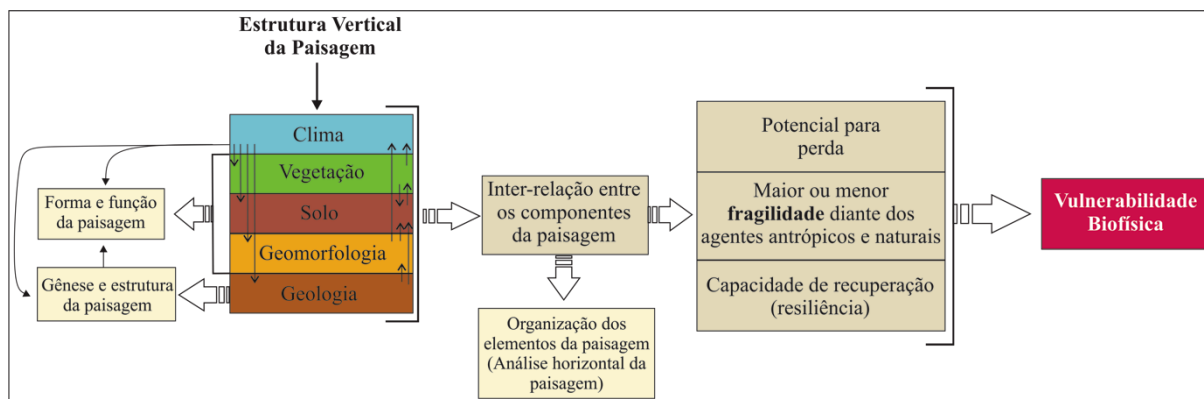 Estrutura Vertical
da Paisagem
Clima
Vegetação
Solo
Geomorfologia
Geologia
Forma e função
da paisagem
Gênese e estrutura
da paisagem
Inter-relação entre
os componentes
da paisagem
Organização dos
elementos da paisagem
(Análise horizontal da
paisagem)
Potencial para
perda
Maior ou menor
fragilidade diante dos
agentes antrópicos e naturais
Capacidade de recuperação
(resiliência)
Vulnerabilidade
Biofísica